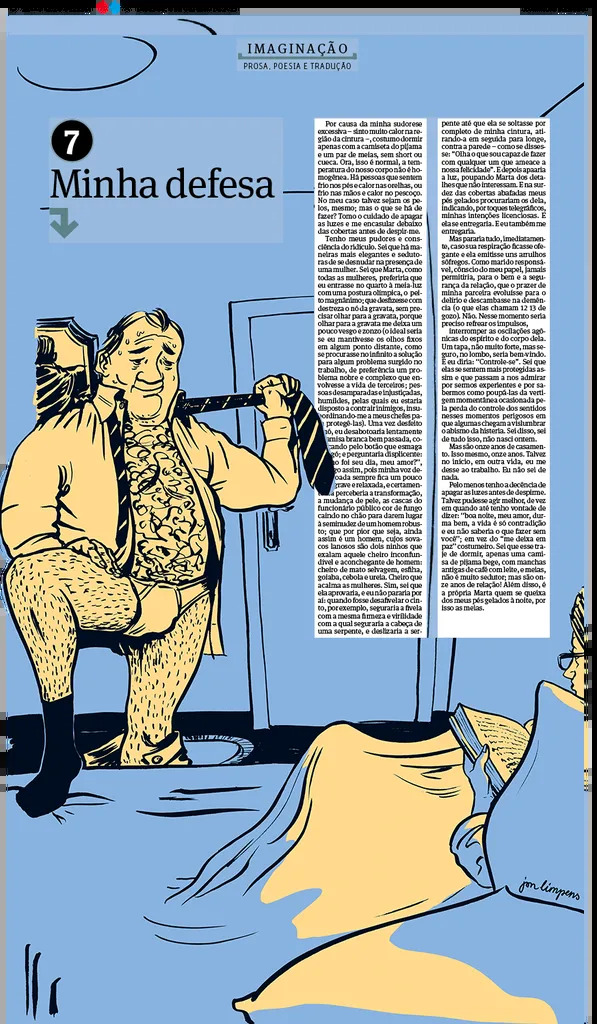 IMAGINAÇÃO
PROSA, POESIA E TRADUÇÃO
7
Minha defesa
Por causa da minha sudorese
excessiva – sinto muito calor na re-
gião da cintura –, costumo dormir
apenas com a camiseta do pijama
e um par de meias, sem short ou
cueca. Ora, isso é normal, a tem-
peratura do nosso corpo não é ho-
mogênea. Há pessoas que sentem
frio nos pés e calor nas orelhas, ou
frio nas mãos e calor no pescoço.
No meu caso talvez sejam os pe-
los, mesmo; mas o que se há de
fazer? Tomo o cuidado de apagar
as luzes e me encasular debaixo
das cobertas antes de despir-me.
Tenho meus pudores e cons-
ciência do ridículo. Sei que há ma-
neiras mais elegantes e seduto-
ras de se desnudar na presença de
uma mulher. Sei que Marta, como
todas as mulheres, preferiria que
eu entrasse no quarto à meia-luz
com uma postura olímpica, o pei-
to magnânimo; que desfizesse com
destreza o nó da gravata, sem pre-
cisar olhar para a gravata, porque
olhar para a gravata me deixa um
pouco vesgo e zonzo (o ideal seria
se eu mantivesse os olhos fixos
em algum ponto distante, como
se procurasse no infinito a solução
para algum problema surgido no
trabalho, de preferência um pro-
blema nobre e complexo que en-
volvesse a vida de terceiros; pes-
soas desamparadas e injustiçadas,
humildes, pelas quais eu estaria
disposto a contrair inimigos, insu-
bordinando-me a meus chefes pa-
protegê-las). Uma vez desfeito
nó, eu desabotoaria lentamente
camisa branca bem passada, co-
çando pelo botão que esmaga
e perguntaria displicente:
foi seu dia, meu amor?",
go assim, pois minha voz de-
oada sempre fica um pouco
grave e relaxada, e certamen-
perceberia a transformação,
a mudança de pele, as cascas do
funcionário público cor de fungo
caindo no chão para darem lugar
à seminudez de um homem robus-
to; que por pior que seja, ainda
assim é um homem, cujos sova-
cos lanosos são dois ninhos que
exalam aquele cheiro inconfun-
dível e aconchegante de homem:
cheiro de mato selvagem, esfiha,
goiaba, cebola e ureia. Cheiro que
acalma as mulheres. Sim, sei que
ela aprovaria, e eu não pararia por
aí: quando fosse desafivelar o cin-
to, por exemplo, seguraria a fivela
com a mesma firmeza e virilidade
com a qual seguraria a cabeça de
uma serpente, e deslizaria a ser-
pente até que ela se soltasse por
completo de minha cintura, ati-
rando-a em seguida para longe,
contra a parede – como se disses-
se: "Olha o que sou capaz de fazer
com qualquer um que ameace a
nossa felicidade". E depois apagaria
a luz, poupando Marta dos deta-
lhes que não interessam. E na sur-
dez das cobertas abafadas meus
pés gelados procurariam os dela,
indicando, por toques telegráficos,
minhas intenções licenciosas. E
ela se entregaria. E eu também me
entregaria.
Mas pararia tudo, imediatamen-
te, caso sua respiração ficasse ofe-
gante e ela emitisse uns arrulhos
sôfregos. Como marido responsá-
vel, cônscio do meu papel, jamais
permitiria, para o bem e a segu-
rança da relação, que o prazer de
minha parceira evoluísse para o
delírio e descambasse na demên-
cia (o que elas chamam 12 13 de
gozo). Não. Nesse momento seria
preciso refrear os impulsos,
Interromper as oscilações agô-
nicas do espírito e do corpo dela.
Um tapa, não muito forte, mas se-
guro, no lombo, seria bem-vindo.
E eu diria: "Controle-se". Sei que
elas se sentem mais protegidas as-
sim e que passam a nos admirar
por sermos experientes e por sa-
bermos como poupá-las da verti-
gem momentânea ocasionada pe-
la perda do controle dos sentidos
nesses momentos perigosos em
que algumas chegam a vislumbrar
o abismo da histeria. Sei disso, sei
de tudo isso, não nasci ontem.
Mas são onze anos de casamen-
to. Isso mesmo, onze anos. Talvez
no início, em outra vida, eu me
desse ao trabalho. Eu não sei de
nada.
Pelo menos tenho a decência de
apagar as luzes antes de despirme.
Talvez pudesse agir melhor, de vez
em quando até tenho vontade de
dizer: "boa noite, meu amor, dur-
ma bem, a vida é só contradição
e eu não saberia o que fazer sem
você"; em vez do "me deixa em
paz" costumeiro. Sei que esse tra-
je de dormir, apenas uma cami-
sa de pijama bege, com manchas
antigas de café com leite, e meias,
não é muito sedutor; mas são on-
ze anos de relação! Além disso, é
a própria Marta quem se queixa
dos meus pés gelados à noite, por
isso as meias.
jon limpens